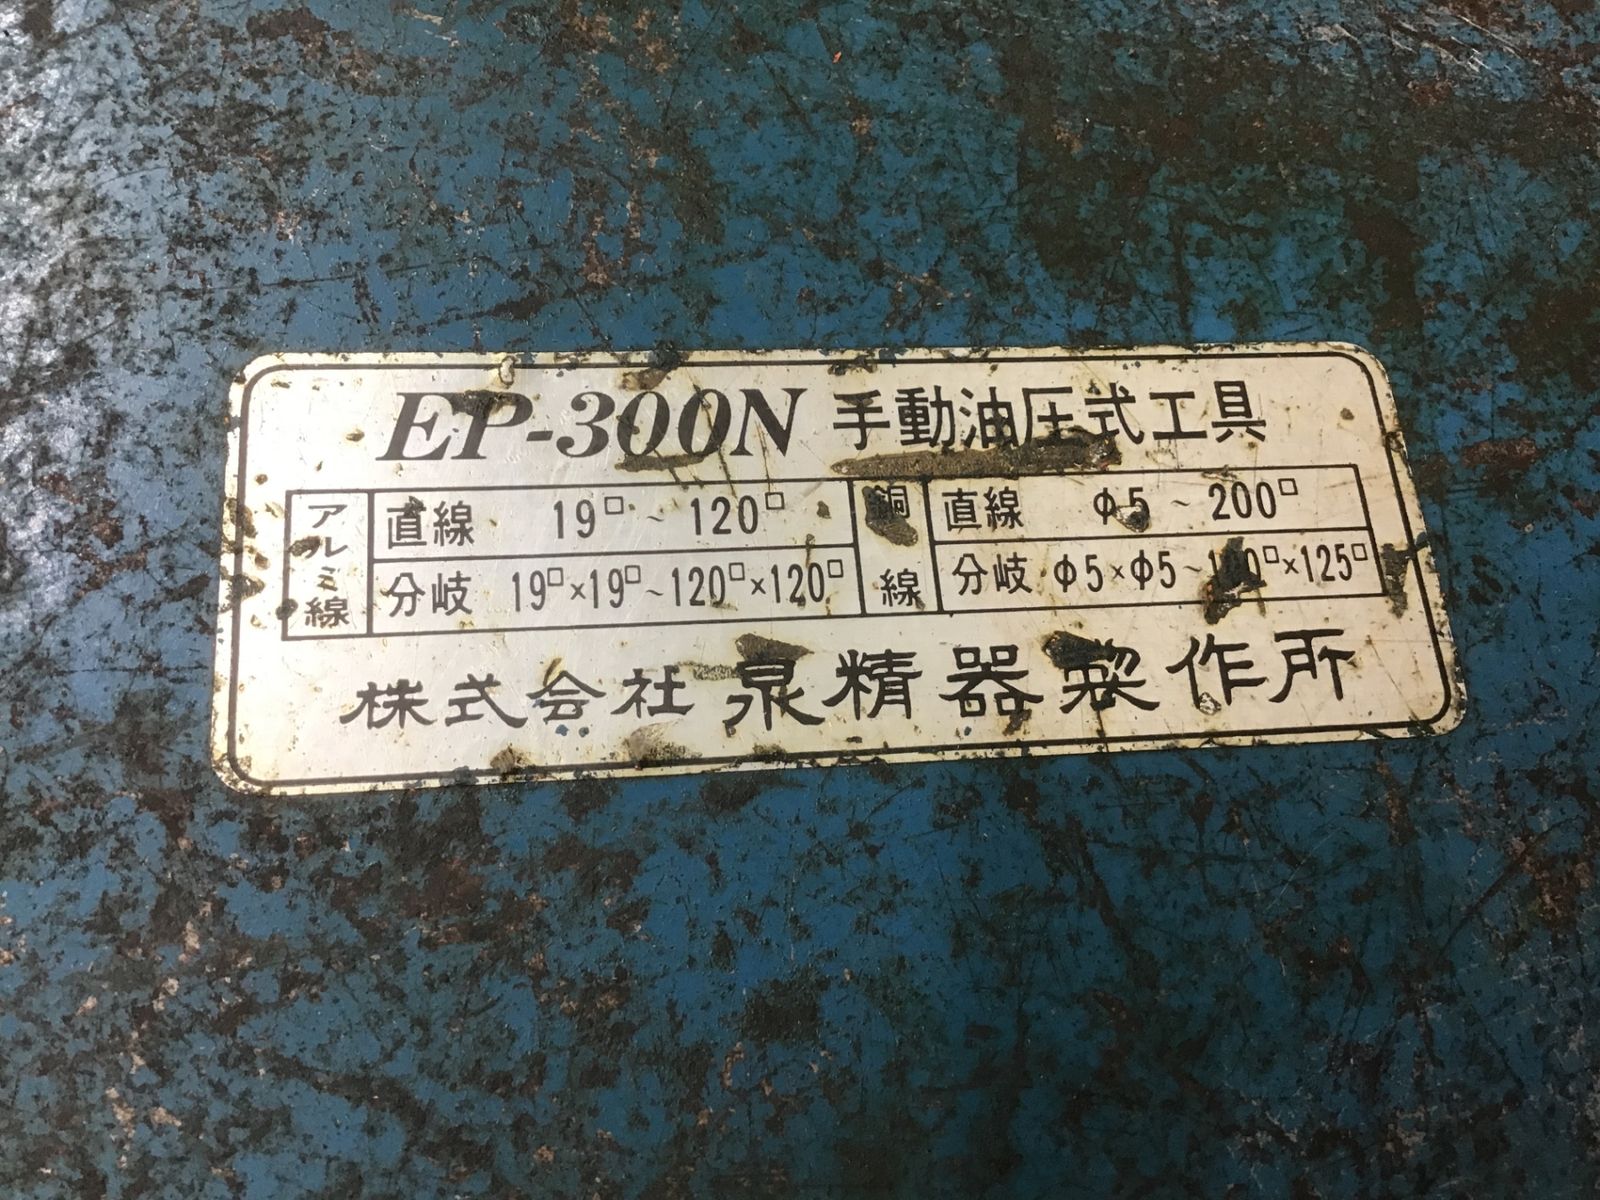 EP-300N 手動油圧式工具
アルミ線 直線 19□ ~ 120□ 銅線 直線 Φ5 ~ 200□
分岐 19□×19□~120□×120□ 分岐 Φ5×Φ5~ ×125□
株式会社 泉精器製作所